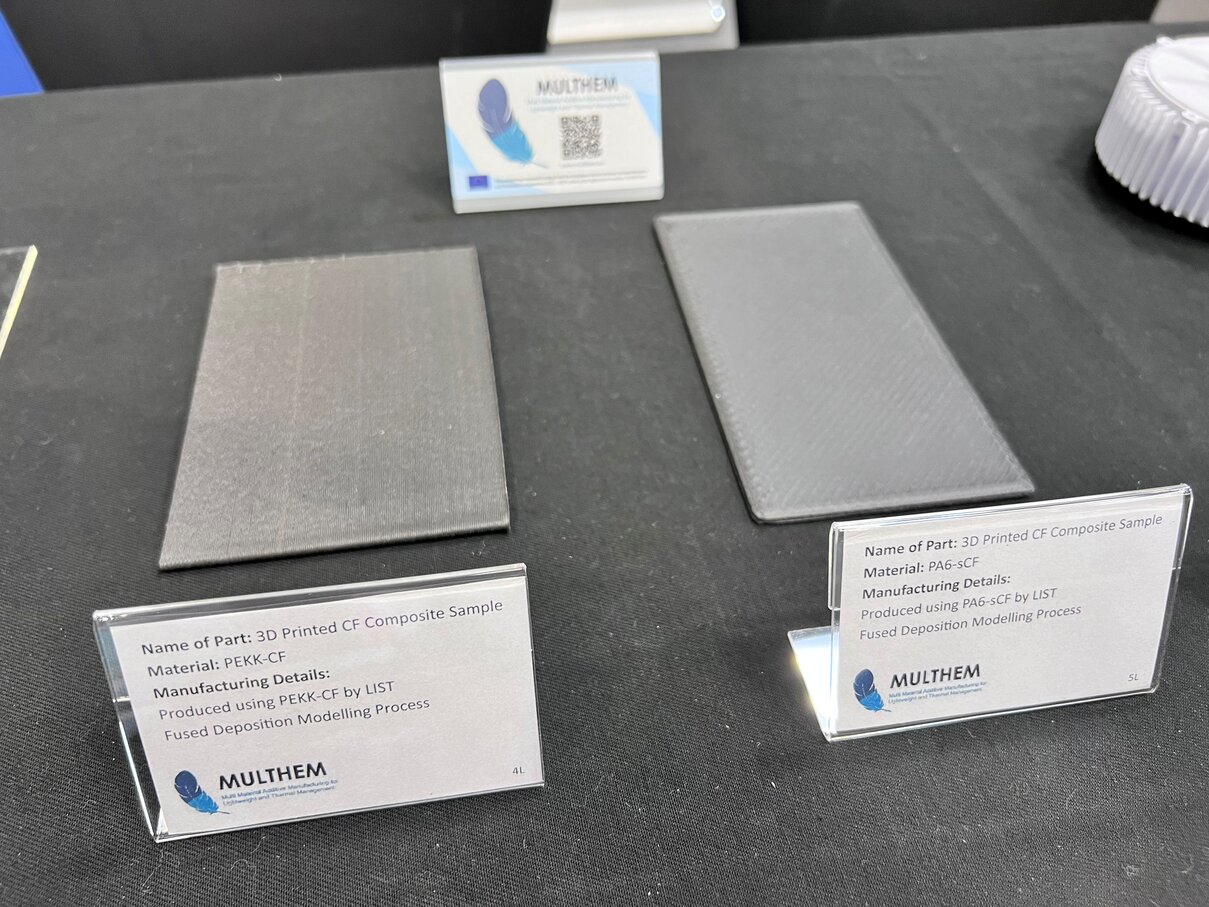 MULTHEM
Name of Part: 3D Printed CF Composite Sample
Material: PEKK-CF
Manufacturing Details:
Produced using PEKK-CF by LIST
Fused Deposition Modelling Process
MULTHEM
Multi Material Additive Manufacturing for
Lightweight and Thermal Management
4L
Name of Part: 3D Printed CF Composite Sample
Material: PA6-sCF
Manufacturing Details:
Produced using PA6-sCF by LIST
Fused Deposition Modelling Process
MULTHEM
Multi Material Additive Manufacturing for
Lightweight and Thermal Management
5L